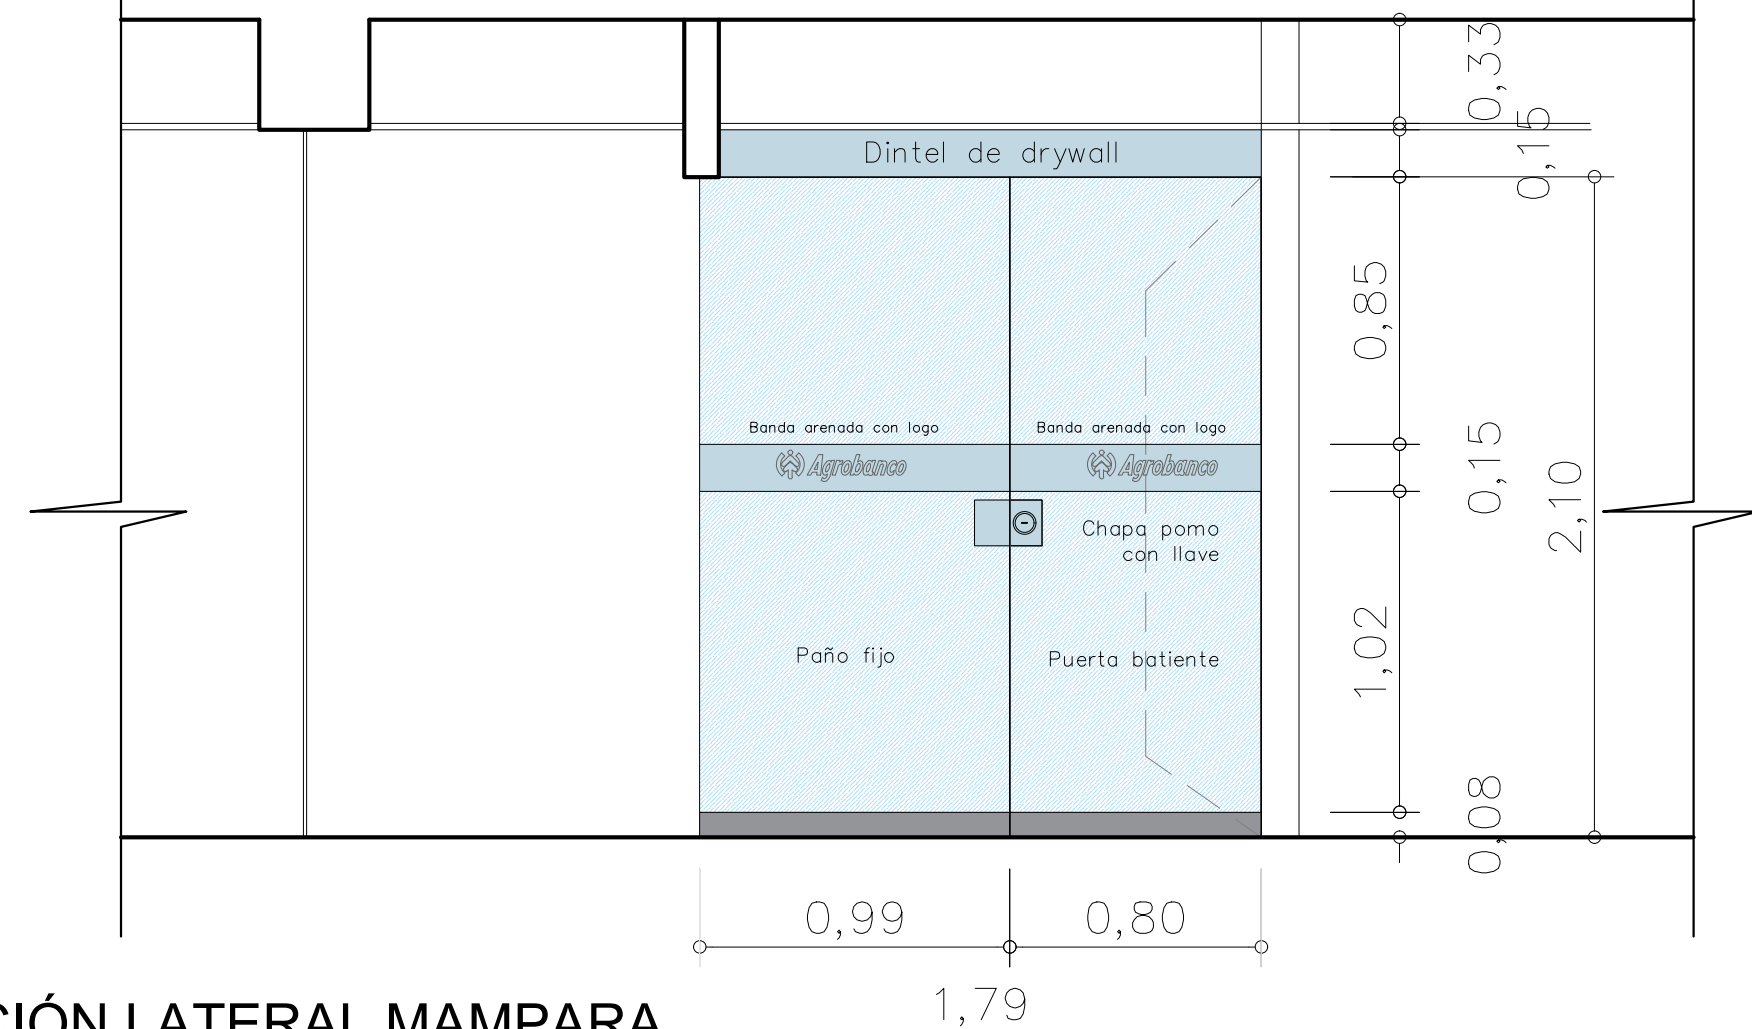 0,33
0,15
Dintel de drywall
0,85
Banda arenada con logo
Banda arenada con logo
Agrobanco
Agrobanco
0,15
2,10
Chapa pomo
con llave
1,02
Paño fijo
Puerta batiente
0,08
0,99
0,80
1,79
CIÓN LATERAL MAMPARA